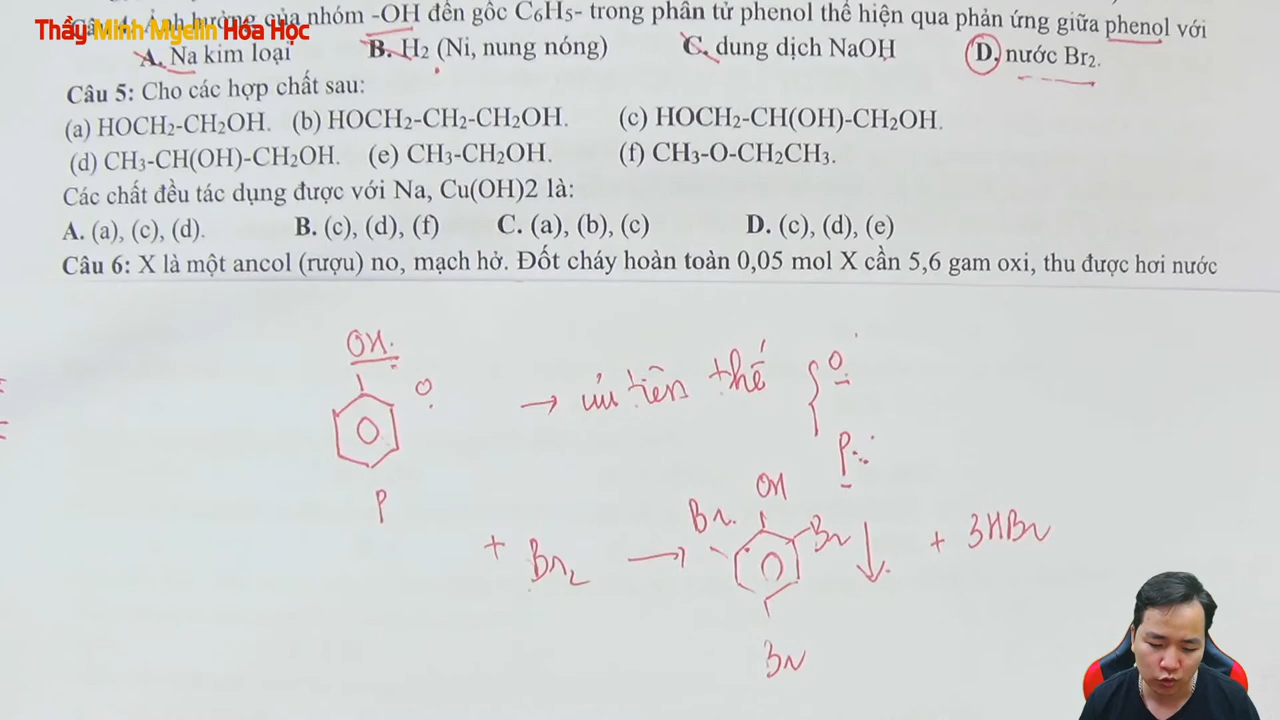 Thầy Minh Myelin Hóa Học
Ảnh hưởng của nhóm -OH đến gốc C6H5- trong phân tử phenol thể hiện qua phản ứng giữa phenol với
A. Na kim loại B. H2 (Ni, nung nóng) C. dung dịch NaOH D. nước Br2.
Câu 5: Cho các hợp chất sau:
(a) HOCH2-CH2OH. (b) HOCH2-CH2-CH2OH. (c) HOCH2-CH(OH)-CH2OH.
(d) CH3-CH(OH)-CH2OH. (e) CH3-CH2OH. (f) CH3-O-CH2CH3.
Các chất đều tác dụng được với Na, Cu(OH)2 là:
A. (a), (c), (d). B. (c), (d), (f) C. (a), (b), (c) D. (c), (d), (e)
Câu 6: X là một ancol (rượu) no, mạch hở. Đốt cháy hoàn toàn 0,05 mol X cần 5,6 gam oxi, thu được hơi nước
OH
O
→ ưu tiên thế { O
P
P
OH
Br Br
+ Br2 → ↓ + 3HBr
Br